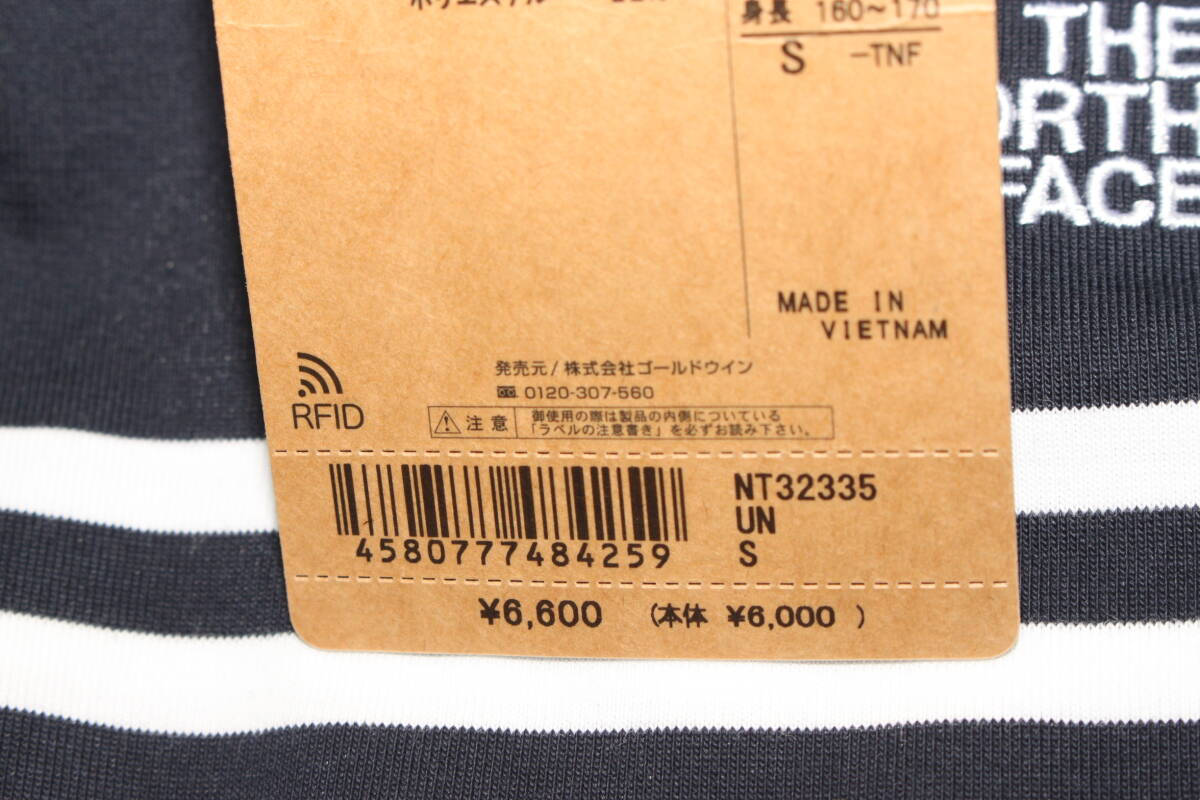 身長 160~170
S -TNF
THE
ORTH
FACE
MADE IN
VIETNAM
RFID
発売元/株式会社ゴールドウイン
0120-307-560
注意
御使用の際は製品の内側についている
「ラベルの注意書き」を必ずお読み下さい。
4580777484259
NT32335
UN
S
¥6,600 (本体 ¥6,000 )